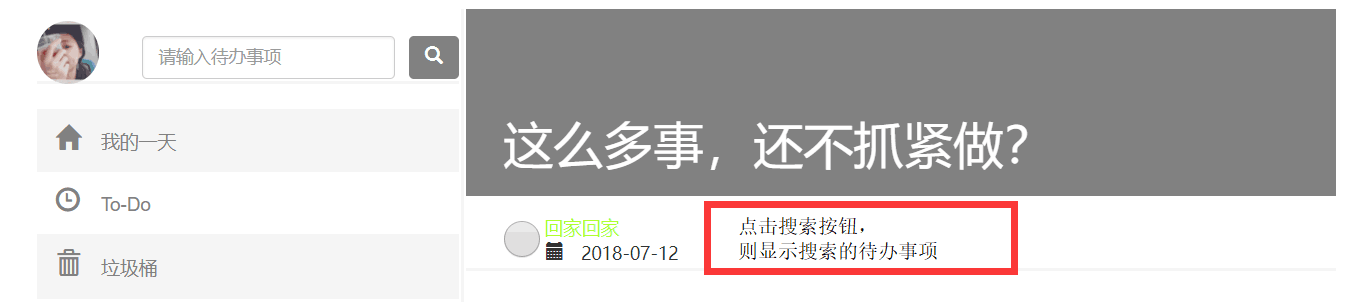 请输入待办事项
我的一天
To-Do
垃圾桶
这么多事，还不抓紧做？
回家回家
2018-07-12
点击搜索按钮，
则显示搜索的待办事项